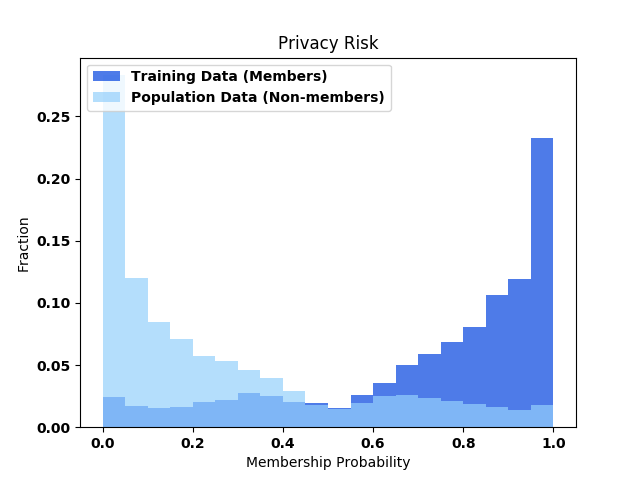 Privacy Risk
Training Data (Members)
Population Data (Non-members)
0.25
0.20
0.15
0.10
0.05
0.00
Fraction
0.0 0.2 0.4 0.6 0.8 1.0
Membership Probability